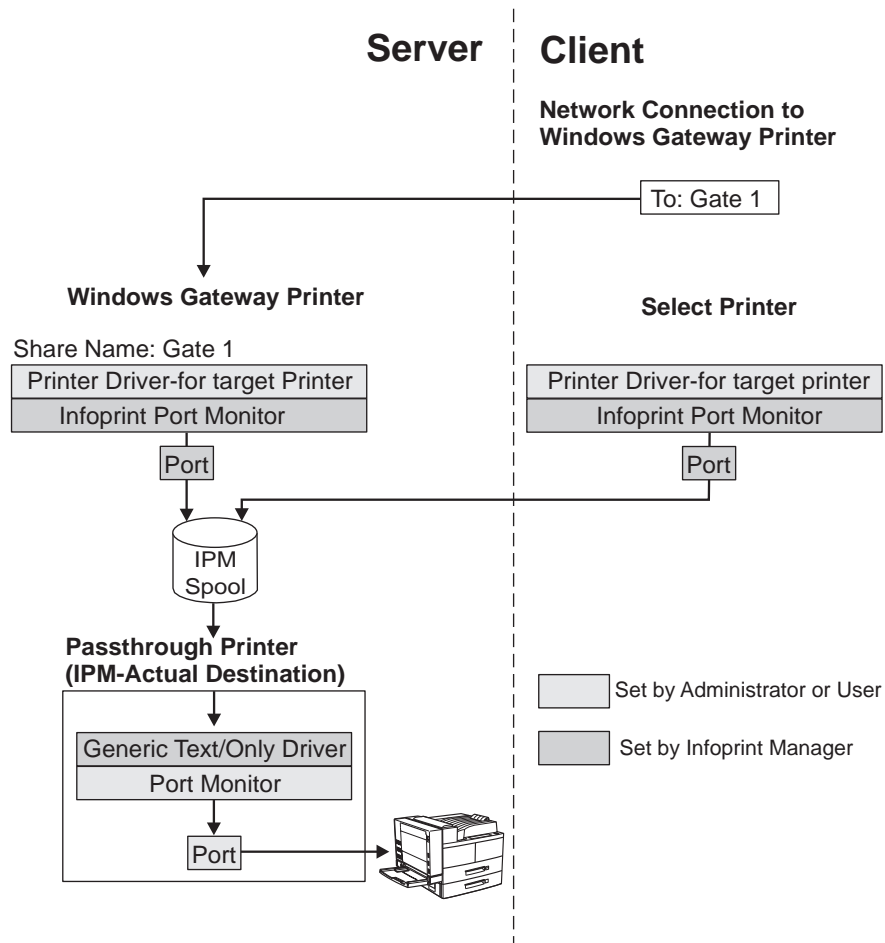 Server
Client
Network Connection to
Windows Gateway Printer
To: Gate 1
Windows Gateway Printer
Select Printer
Share Name: Gate 1
Printer Driver-for target Printer
Infoprint Port Monitor
Port
Printer Driver-for target printer
Infoprint Port Monitor
Port
IPM
Spool
Passthrough Printer
(IPM-Actual Destination)
Generic Text/Only Driver
Port Monitor
Port
Set by Administrator or User
Set by Infoprint Manager